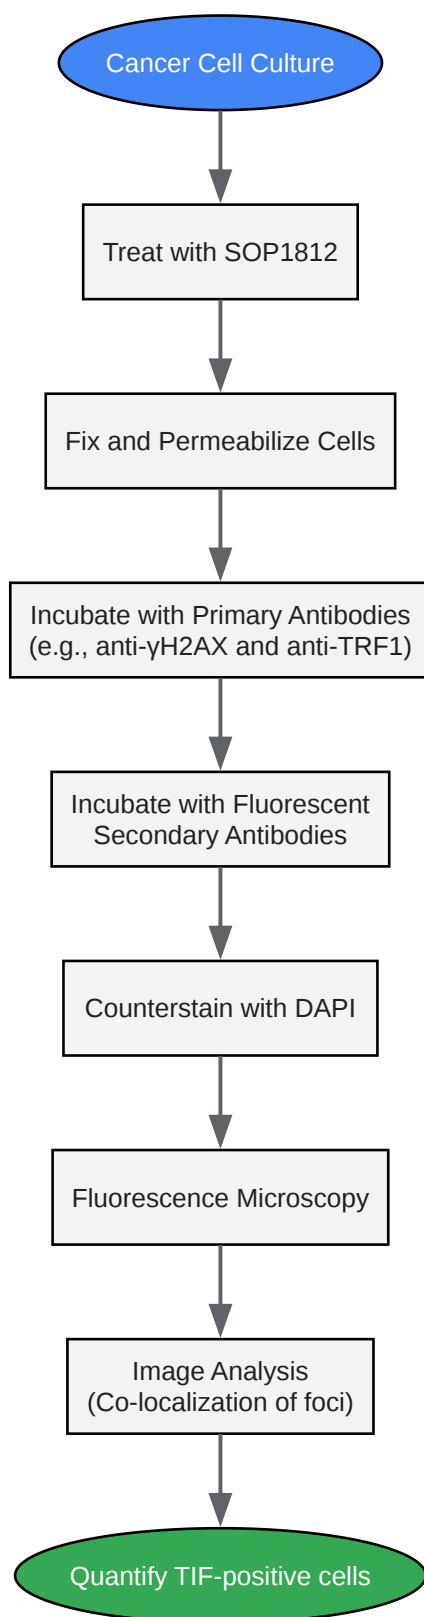 Cancer Cell Culture
Treat with SOP1812
Fix and Permeabilize Cells
Incubate with Primary Antibodies
(e.g., anti-γH2AX and anti-TRF1)
Incubate with Fluorescent
Secondary Antibodies
Counterstain with DAPI
Fluorescence Microscopy
Image Analysis
(Co-localization of foci)
Quantify TIF-positive cells